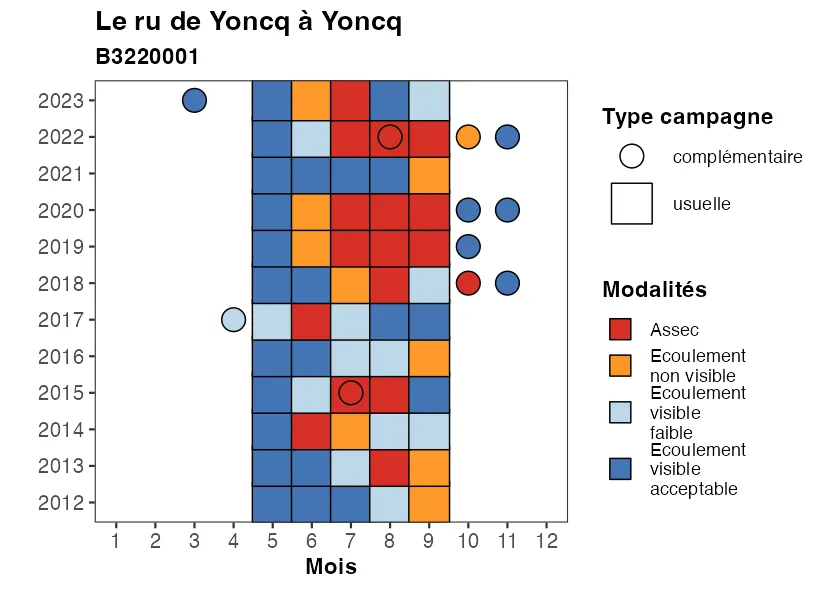 Le ru de Yoncq à Yoncq
B3220001
2023
2022
2021
2020
2019
2018
2017
2016
2015
2014
2013
2012
1 2 3 4 5 6 7 8 9 10 11 12
Mois
Type campagne
complémentaire
usuelle
Modalités
Assec
Ecoulement
non visible
Ecoulement
visible
faible
Ecoulement
visible
acceptable